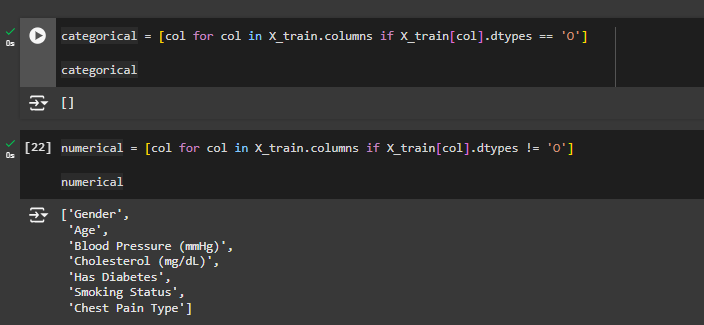 0s
categorical = [col for col in X_train.columns if X_train[col].dtypes == 'O']
categorical
[]
0s
[22]
numerical = [col for col in X_train.columns if X_train[col].dtypes != 'O']
numerical
['Gender',
'Age',
'Blood Pressure (mmHg)',
'Cholesterol (mg/dL)',
'Has Diabetes',
'Smoking Status',
'Chest Pain Type']